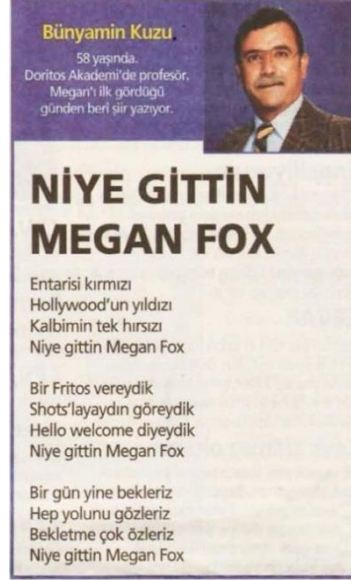 Bünyamin Kuzu.
58 yaşında.
Doritos Akademi'de profesör.
Megan'ı ilk gördüğü
günden beri şiir yazıyor.
NİYE GİTTİN
MEGAN FOX
Entarisi kırmızı
Hollywood'un yıldızı
Kalbimin tek hırsızı
Niye gittin Megan Fox
Bir Fritos vereydik
Shots'layaydın göreydik
Hello welcome diyeydik
Niye gittin Megan Fox
Bir gün yine bekleriz
Hep yolunu gözleriz
Bekletme çok özleriz
Niye gittin Megan Fox